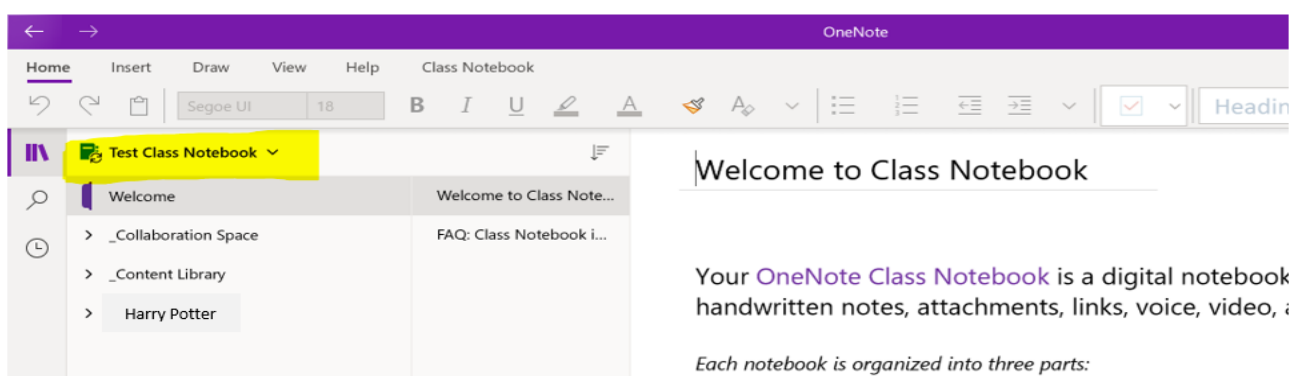 OneNote
Home Insert Draw View Help Class Notebook
Segoe UI 18 B I U A A Headin
Test Class Notebook
Welcome
_Collaboration Space
_Content Library
Harry Potter
Welcome to Class Note...
FAQ: Class Notebook i...
Welcome to Class Notebook
Your OneNote Class Notebook is a digital notebook
handwritten notes, attachments, links, voice, video, a
Each notebook is organized into three parts: